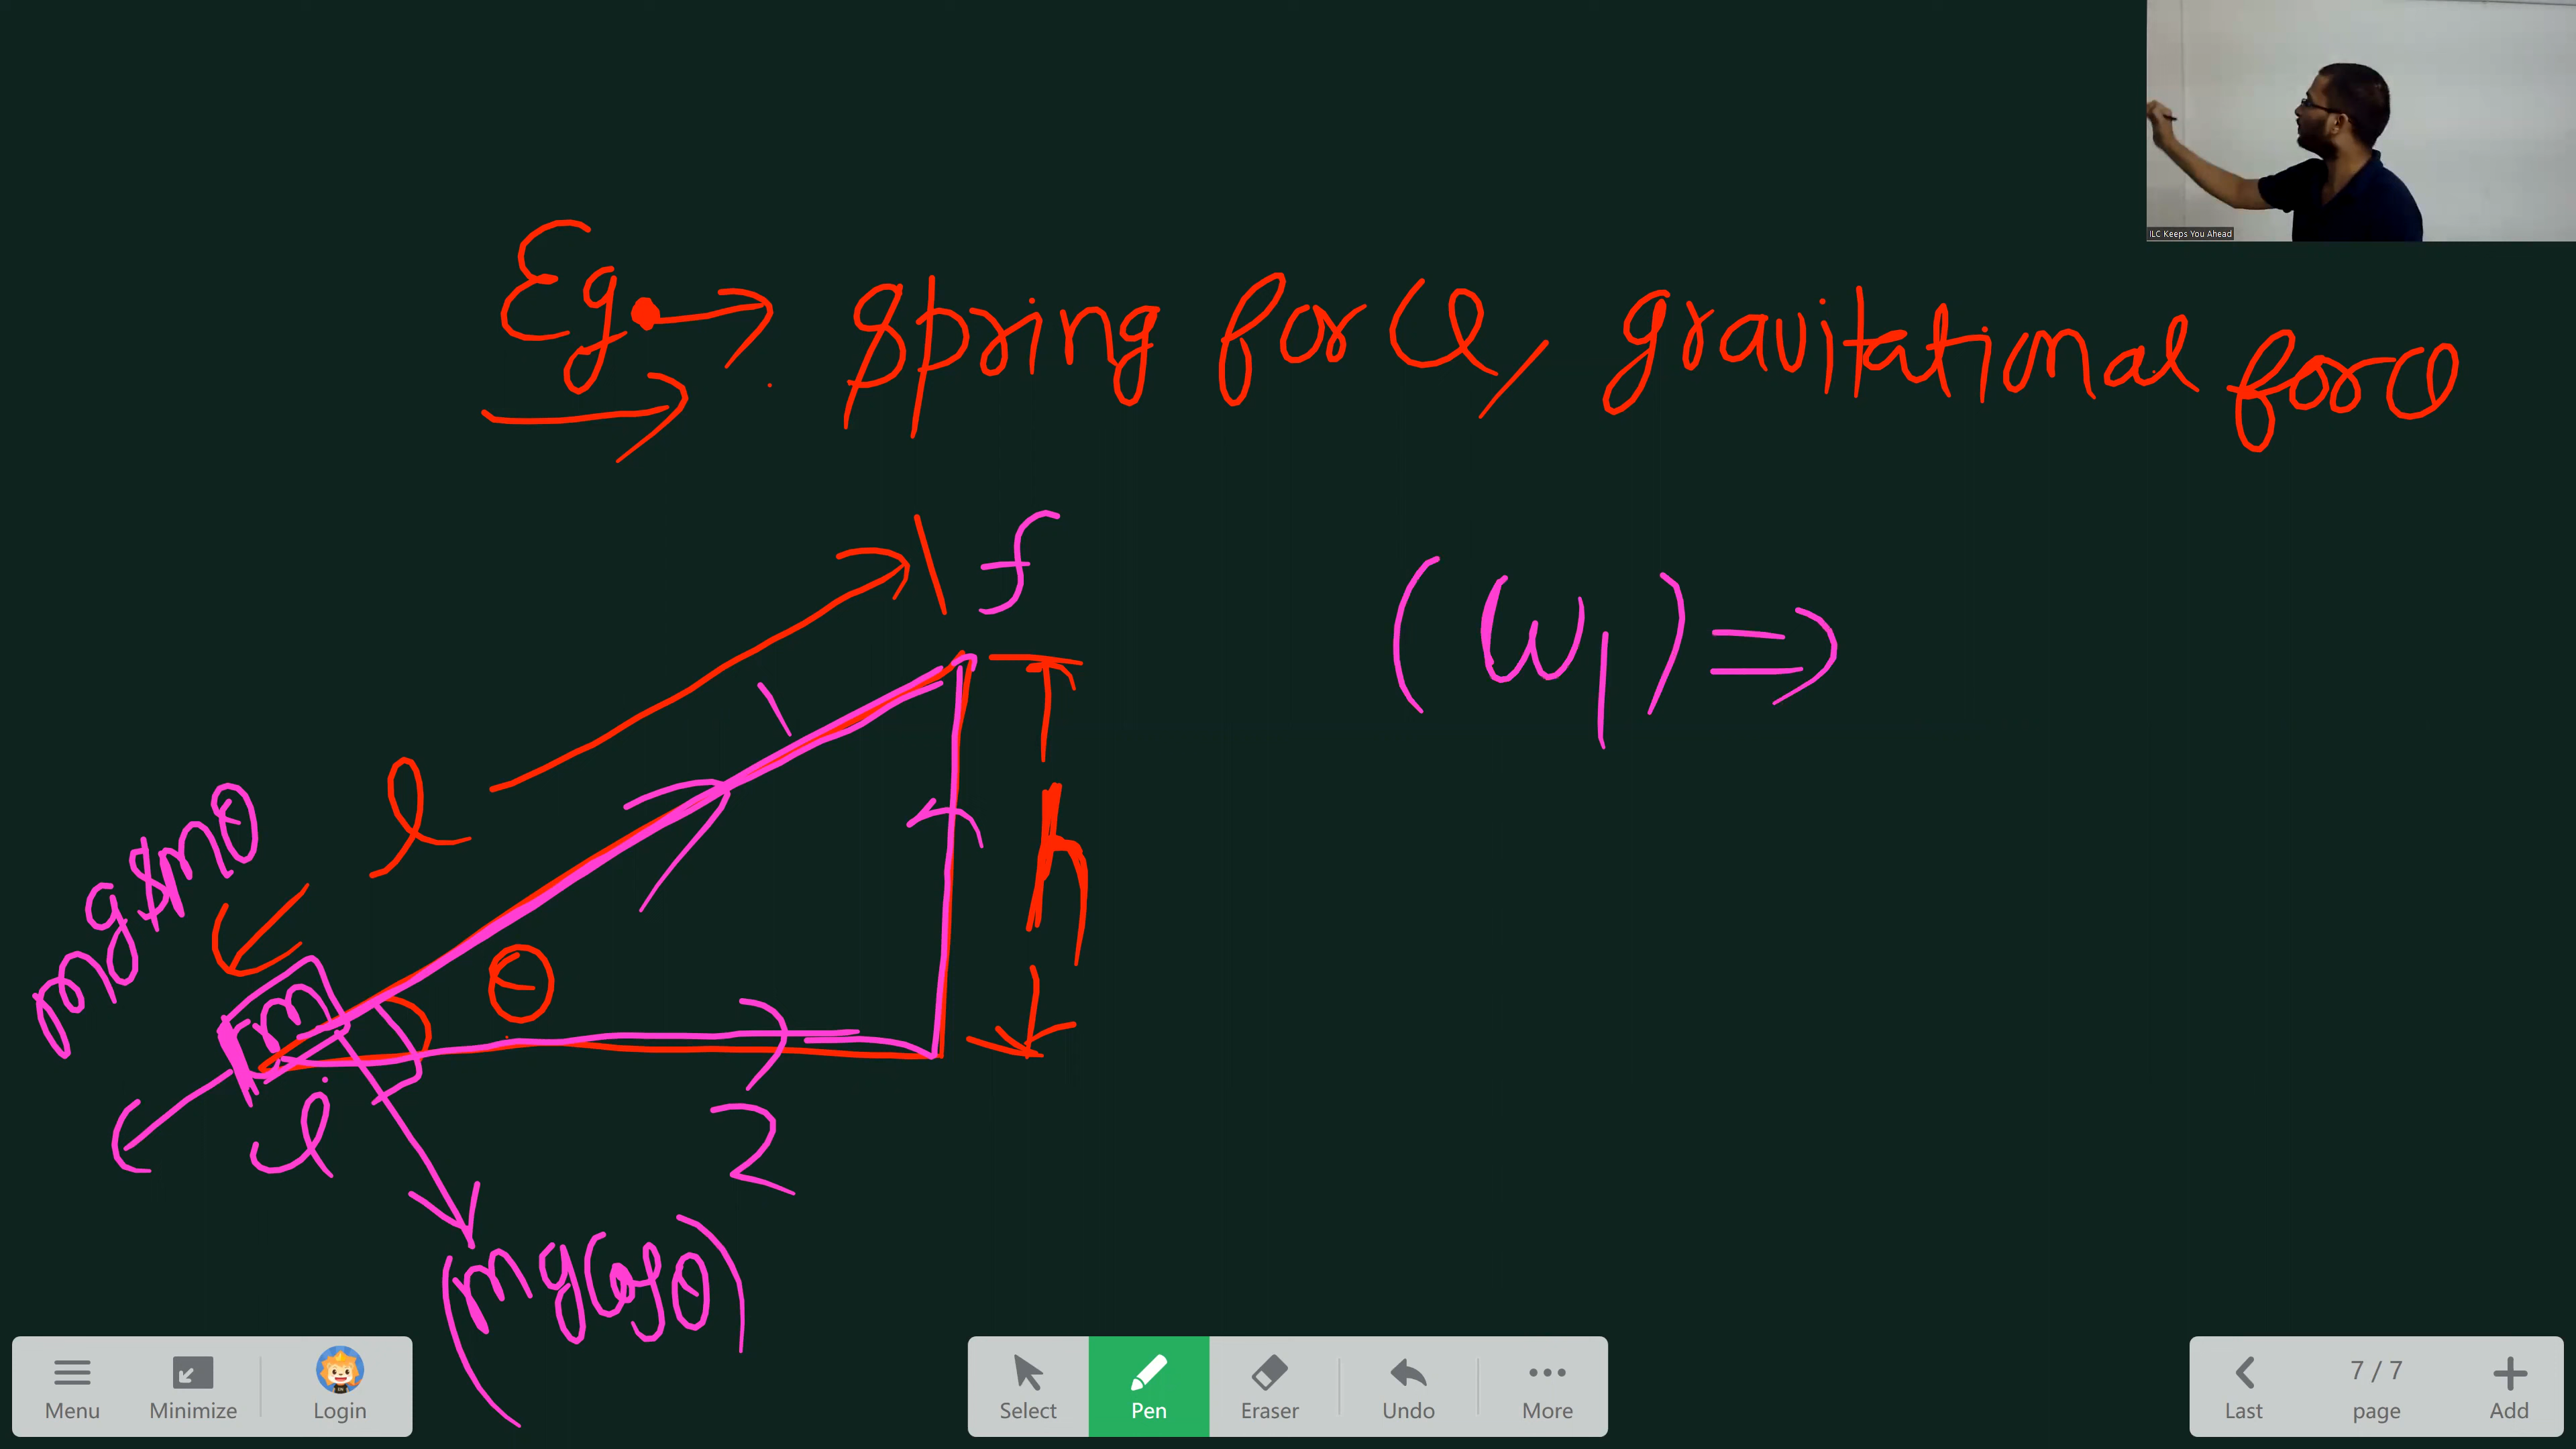 ILC Keeps You Ahead
Eg. → spring force, gravitational force
f
(W1) ⇒
1
l
h
mg sinθ
θ
m
i
2
(mg cosθ)
Menu Minimize Login Select Pen Eraser Undo More Last 7 / 7 page Add